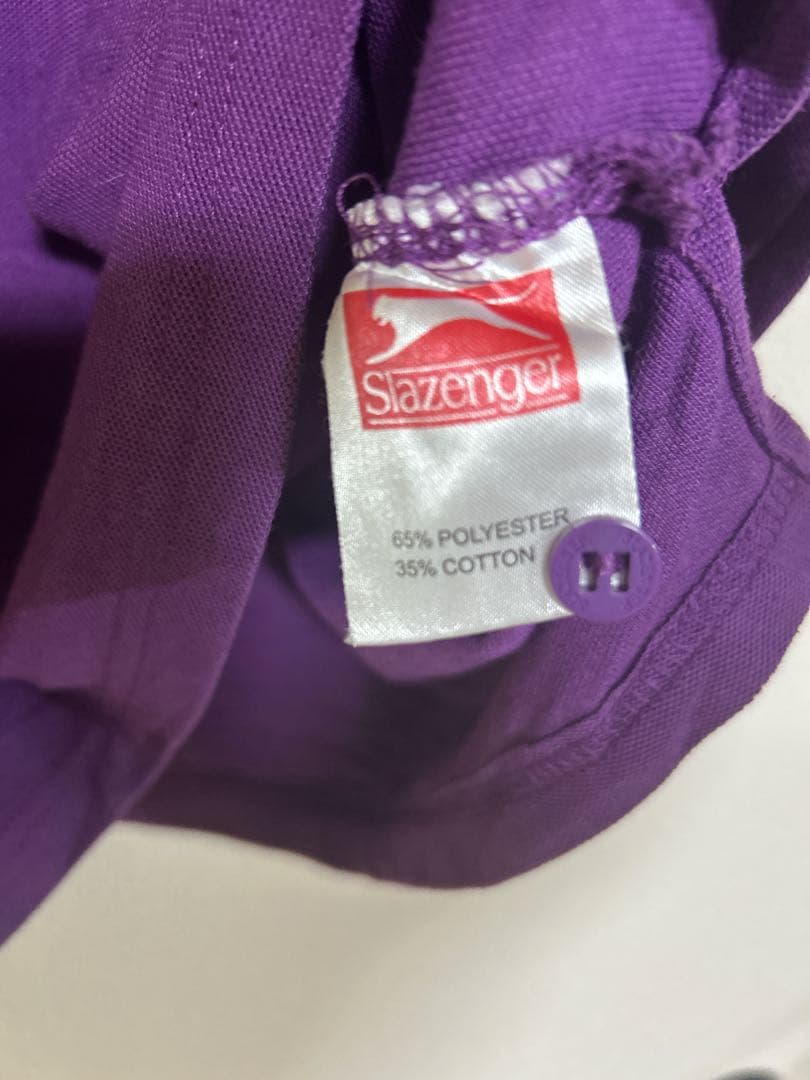 Slazenger
65% POLYESTER
35% COTTON